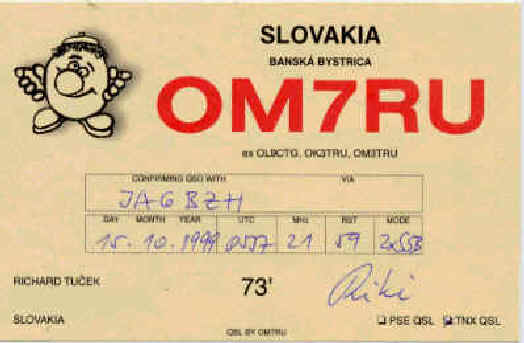 SLOVAKIA
BANSKÁ BYSTRICA
OM7RU
ex OL9CTG, OK3TRU, OM3TRU
CONFIRMING QSO WITH VIA
JA6BZH
DAY MONTH YEAR UTC MHz RST MODE
15. 10. 1999 0557 21 59 2xSSB
RICHARD TUČEK 73' Riki
SLOVAKIA PSE QSL TNX QSL
QSL BY OM7RU